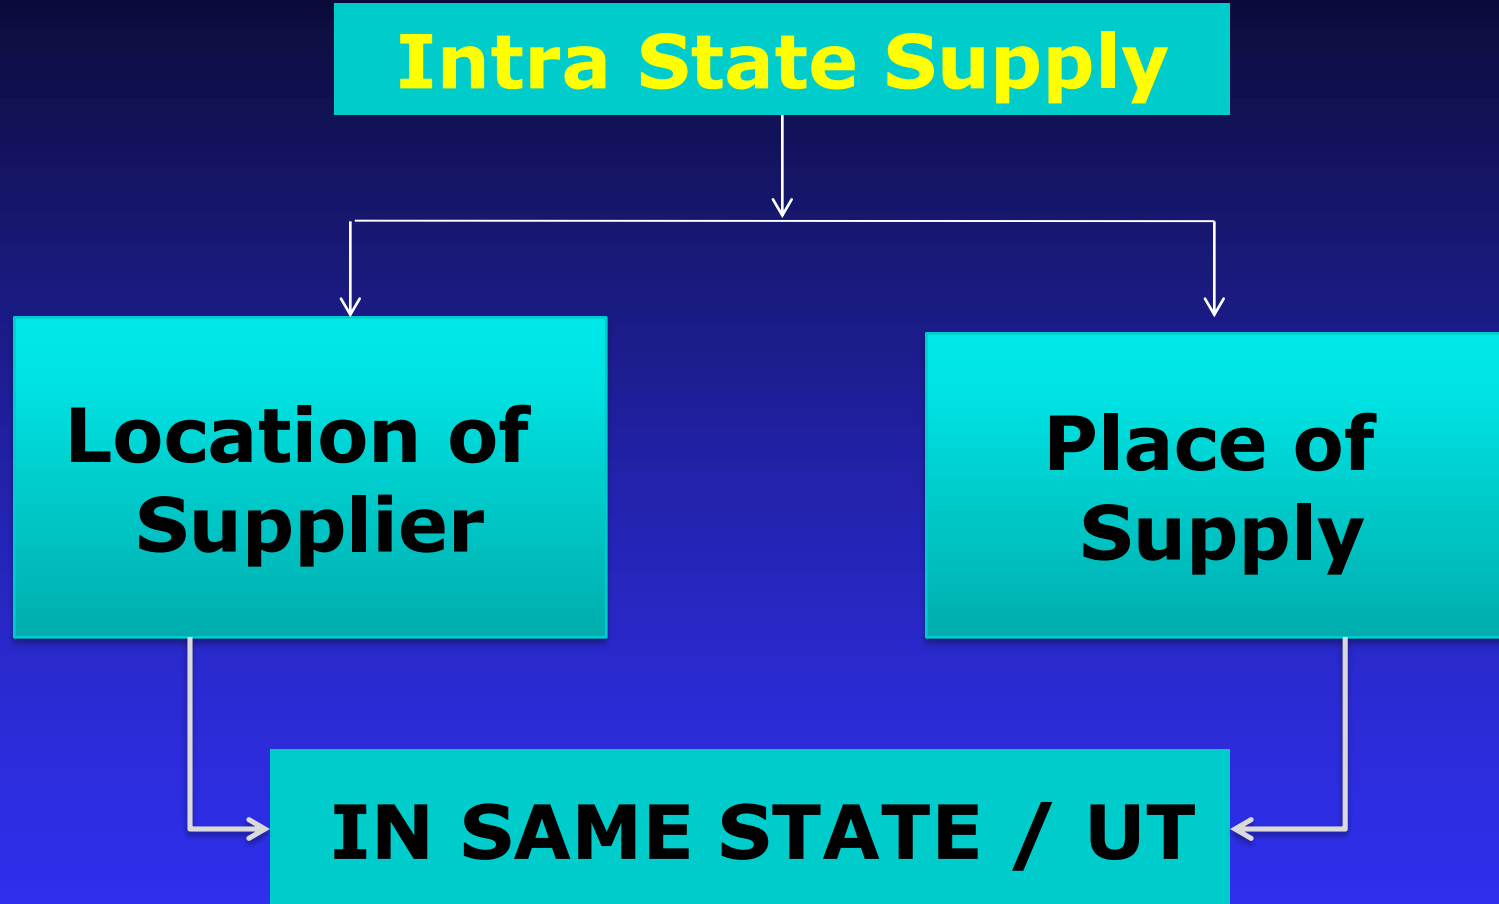 Intra State Supply
Location of
Supplier
Place of
Supply
IN SAME STATE / UT